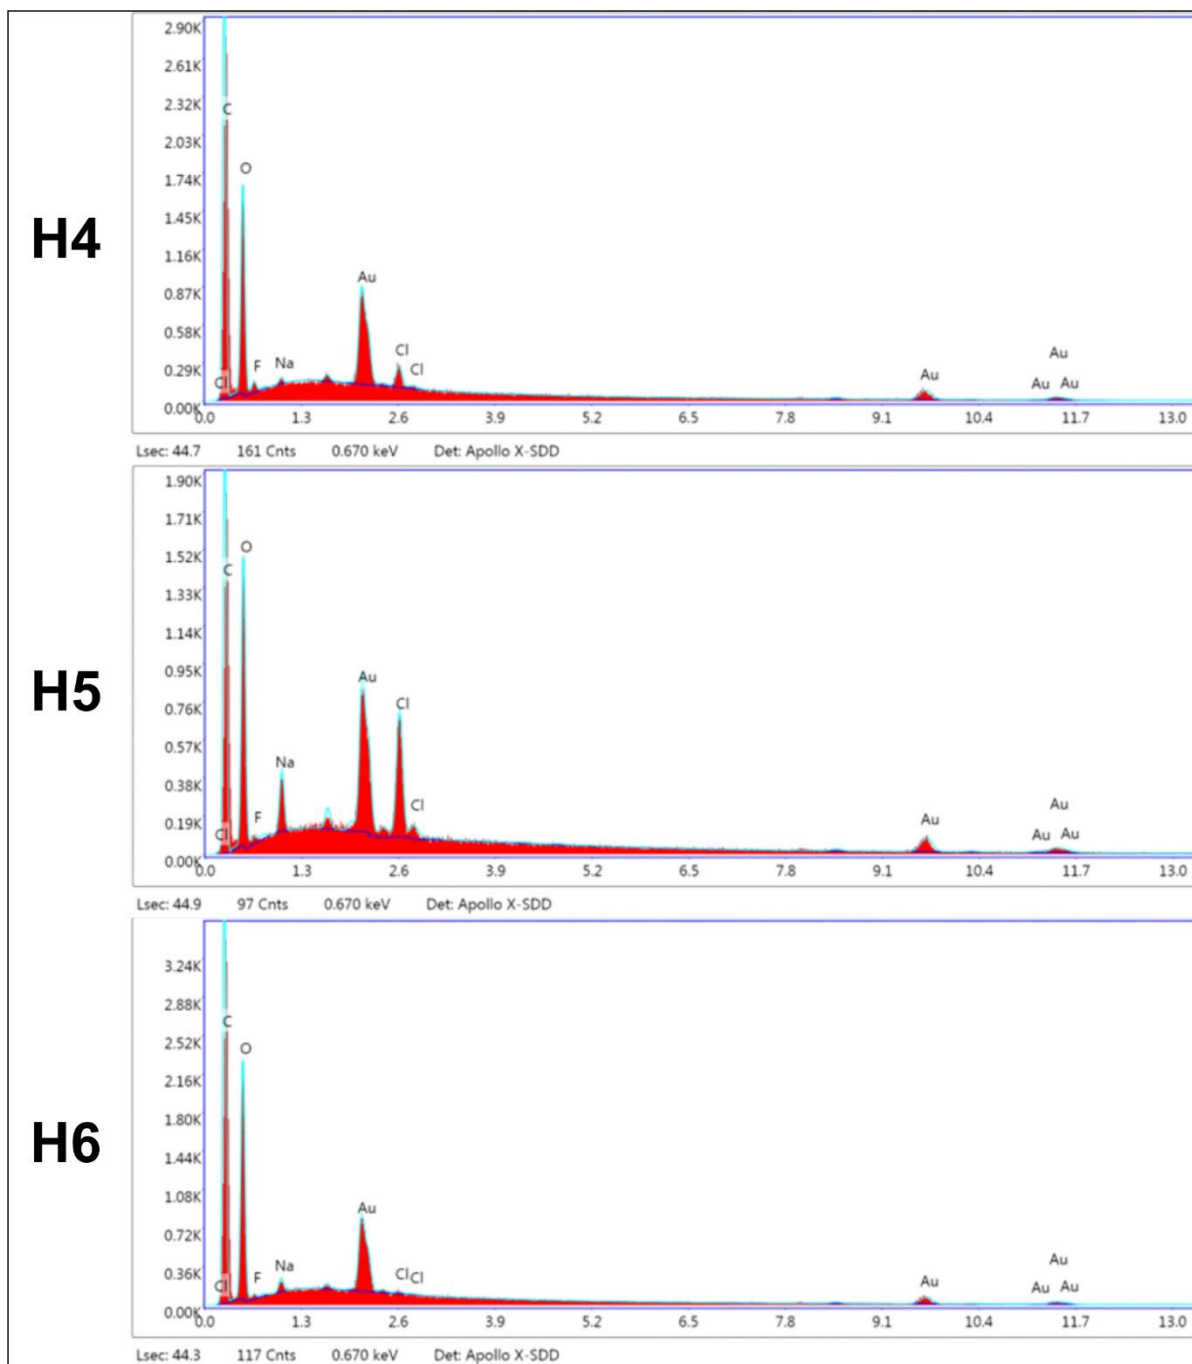 H4
2.90K
2.61K
2.32K
2.03K
1.74K
1.45K
1.16K
0.87K
0.58K
0.29K
0.00K
C
O
Cl
F
Na
Au
Cl
Cl
Au
Au
Au
Au
0.0 1.3 2.6 3.9 5.2 6.5 7.8 9.1 10.4 11.7 13.0
Lsec: 44.7 161 Cnts 0.670 keV Det: Apollo X-SDD
H5
1.90K
1.71K
1.52K
1.33K
1.14K
0.95K
0.76K
0.57K
0.38K
0.19K
0.00K
C
O
Cl
F
Na
Au
Cl
Cl
Au
Au
Au
Au
0.0 1.3 2.6 3.9 5.2 6.5 7.8 9.1 10.4 11.7 13.0
Lsec: 44.9 97 Cnts 0.670 keV Det: Apollo X-SDD
H6
3.24K
2.88K
2.52K
2.16K
1.80K
1.44K
1.08K
0.72K
0.36K
0.00K
C
O
Cl
F
Na
Au
Cl
Cl
Au
Au
Au
Au
0.0 1.3 2.6 3.9 5.2 6.5 7.8 9.1 10.4 11.7 13.0
Lsec: 44.3 117 Cnts 0.670 keV Det: Apollo X-SDD